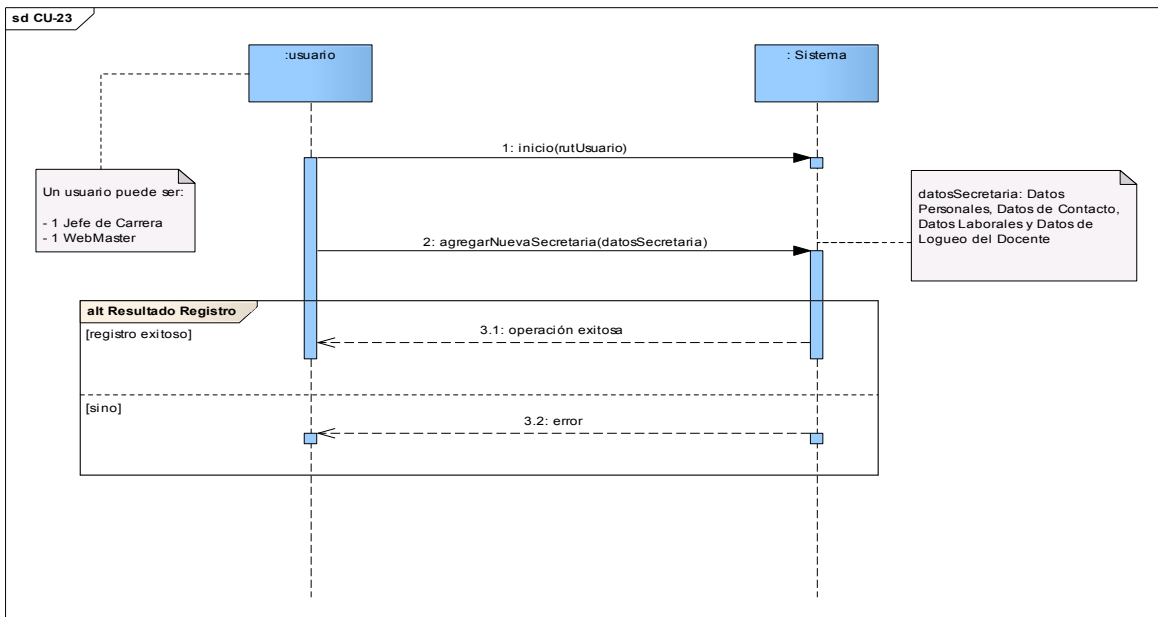 sd CU-23
:usuario
: Sistema
1: inicio(rutUsuario)
Un usuario puede ser:
- 1 Jefe de Carrera
- 1 WebMaster
datosSecretaria: Datos
Personales, Datos de Contacto,
Datos Laborales y Datos de
Logueo del Docente
2: agregarNuevaSecretaria(datosSecretaria)
alt Resultado Registro
[registro exitoso]
3.1: operación exitosa
[sino]
3.2: error